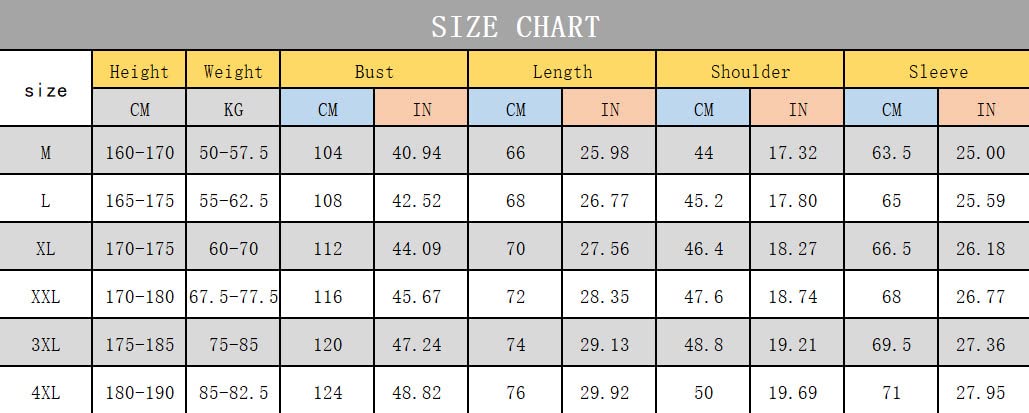 SIZE CHART
size Height Weight Bust Length Shoulder Sleeve
CM KG CM IN CM IN CM IN CM IN
M 160-170 50-57.5 104 40.94 66 25.98 44 17.32 63.5 25.00
L 165-175 55-62.5 108 42.52 68 26.77 45.2 17.80 65 25.59
XL 170-175 60-70 112 44.09 70 27.56 46.4 18.27 66.5 26.18
XXL 170-180 67.5-77.5 116 45.67 72 28.35 47.6 18.74 68 26.77
3XL 175-185 75-85 120 47.24 74 29.13 48.8 19.21 69.5 27.36
4XL 180-190 85-82.5 124 48.82 76 29.92 50 19.69 71 27.95